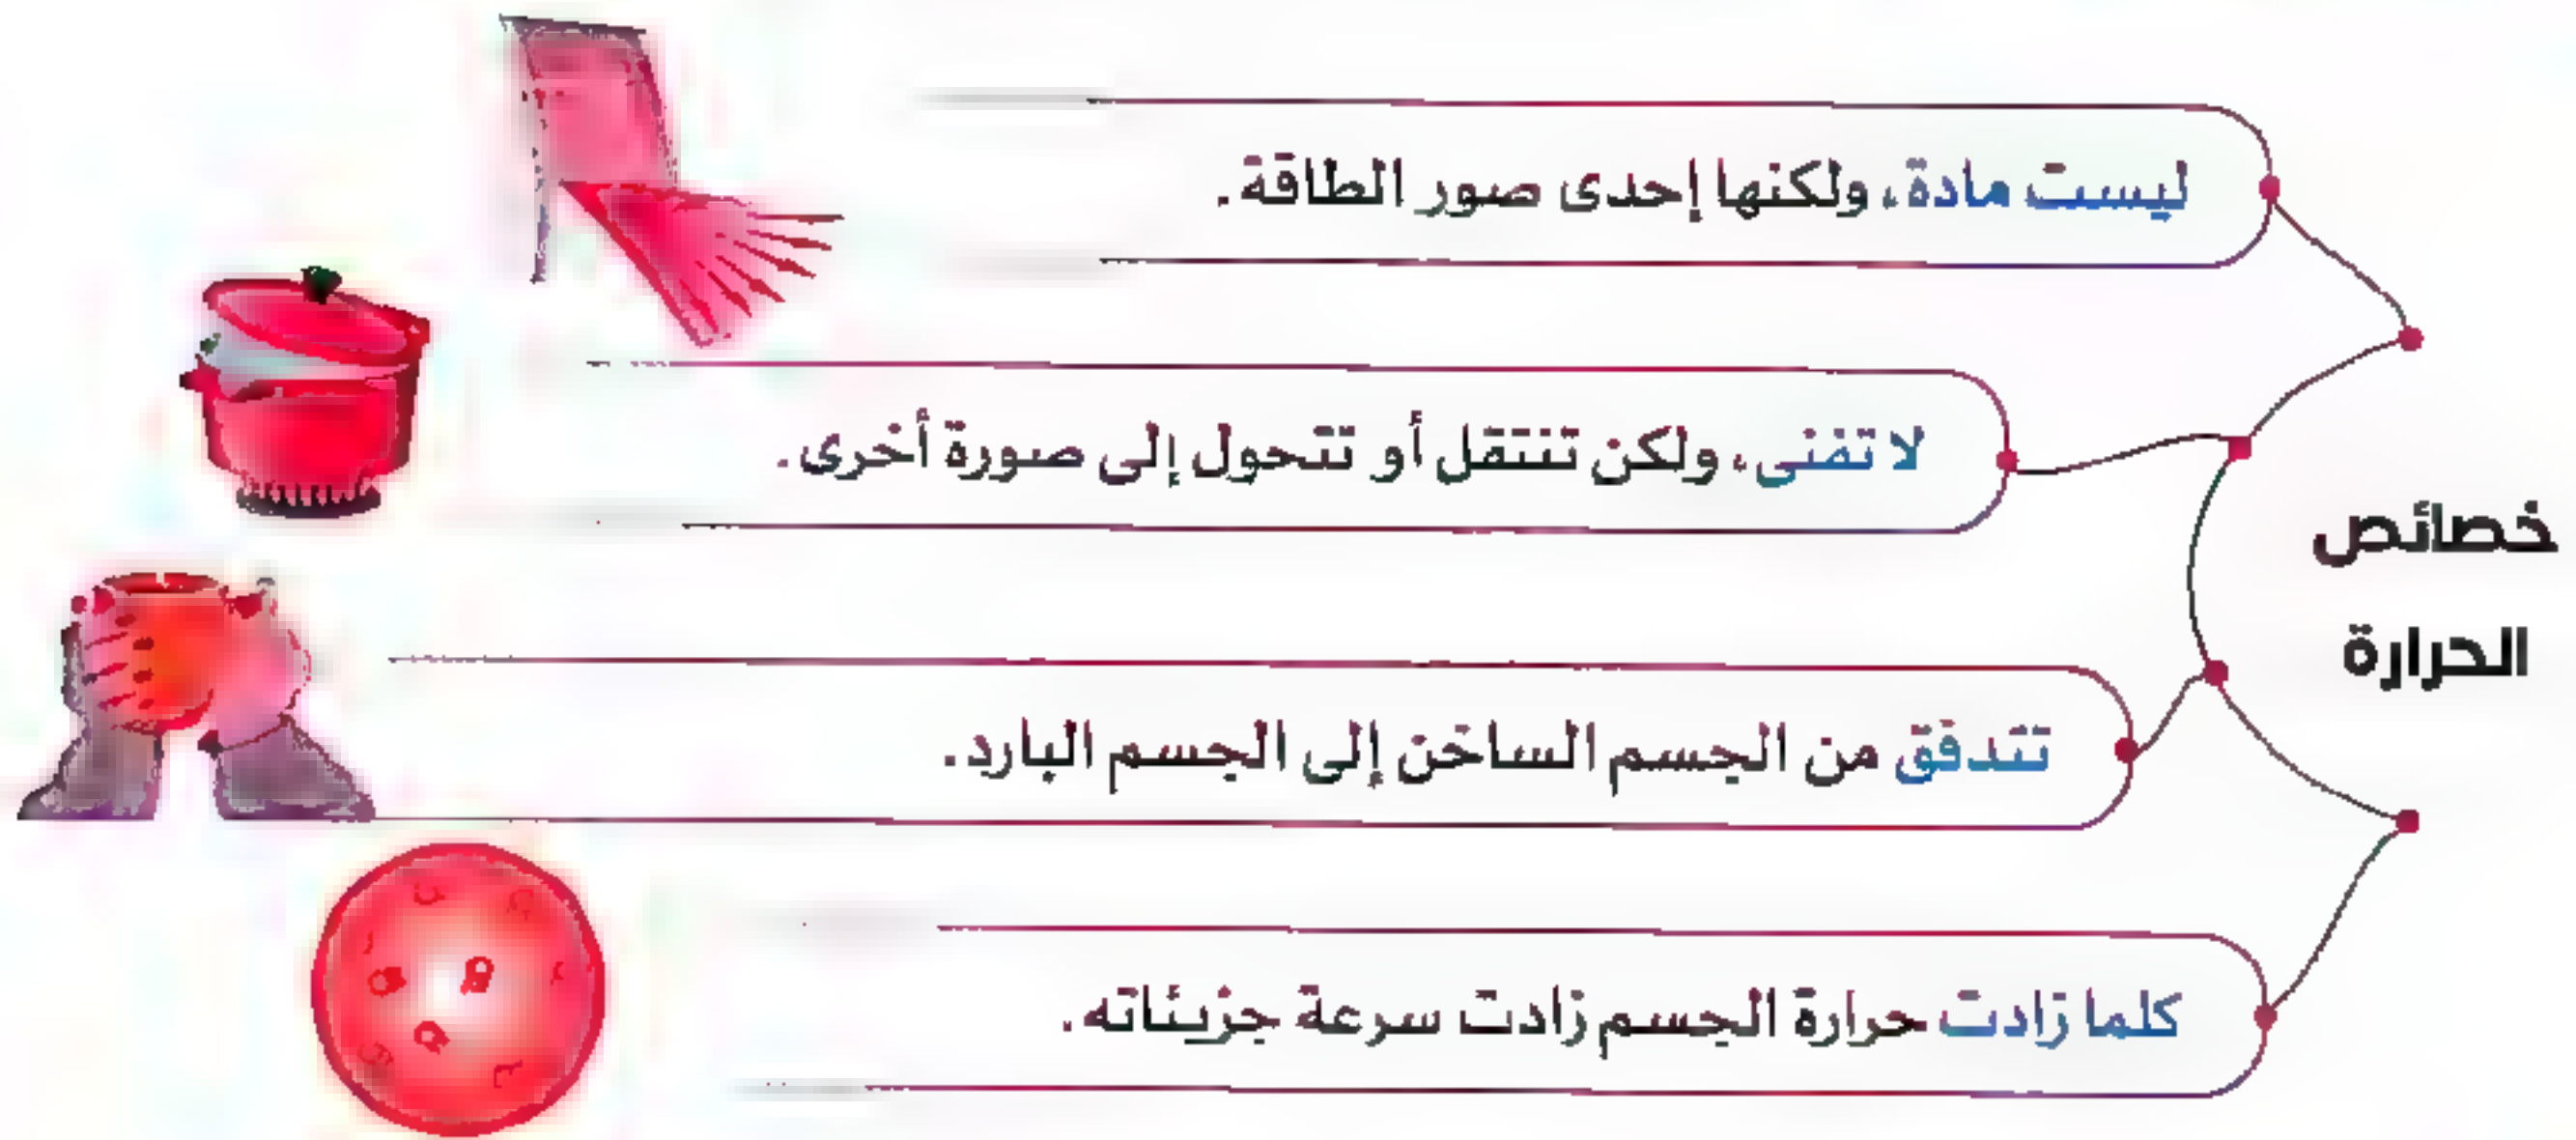 خصائص
الحرارة
ليست مادة، ولكنها إحدى صور الطاقة.
لا تفنى، ولكن تنتقل أو تتحول إلى صورة أخرى.
تتدفق من الجسم الساخن إلى الجسم البارد.
كلما زادت حرارة الجسم زادت سرعة جزيئاته.